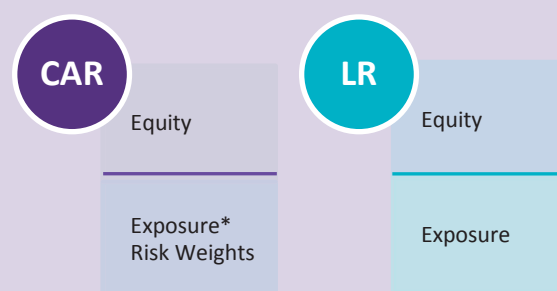 CAR
Equity
Exposure*
Risk Weights
LR
Equity
Exposure